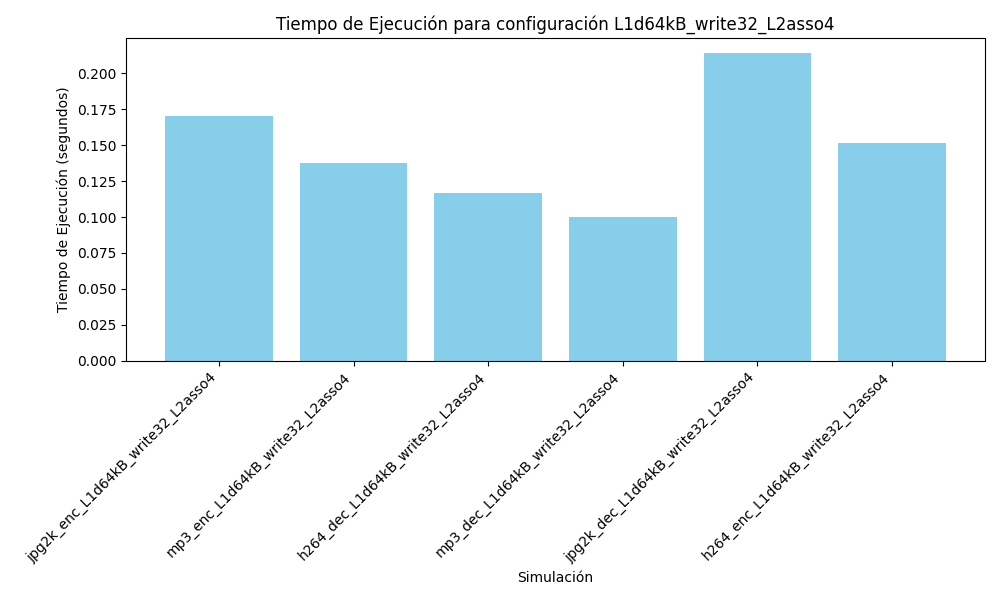 Tiempo de Ejecución para configuración L1d64kB_write32_L2asso4
Tiempo de Ejecución (segundos)
0.200
0.175
0.150
0.125
0.100
0.075
0.050
0.025
0.000
jpg2k_enc_L1d64kB_write32_L2asso4
mp3_enc_L1d64kB_write32_L2asso4
h264_dec_L1d64kB_write32_L2asso4
mp3_dec_L1d64kB_write32_L2asso4
jpg2k_dec_L1d64kB_write32_L2asso4
h264_enc_L1d64kB_write32_L2asso4
Simulación